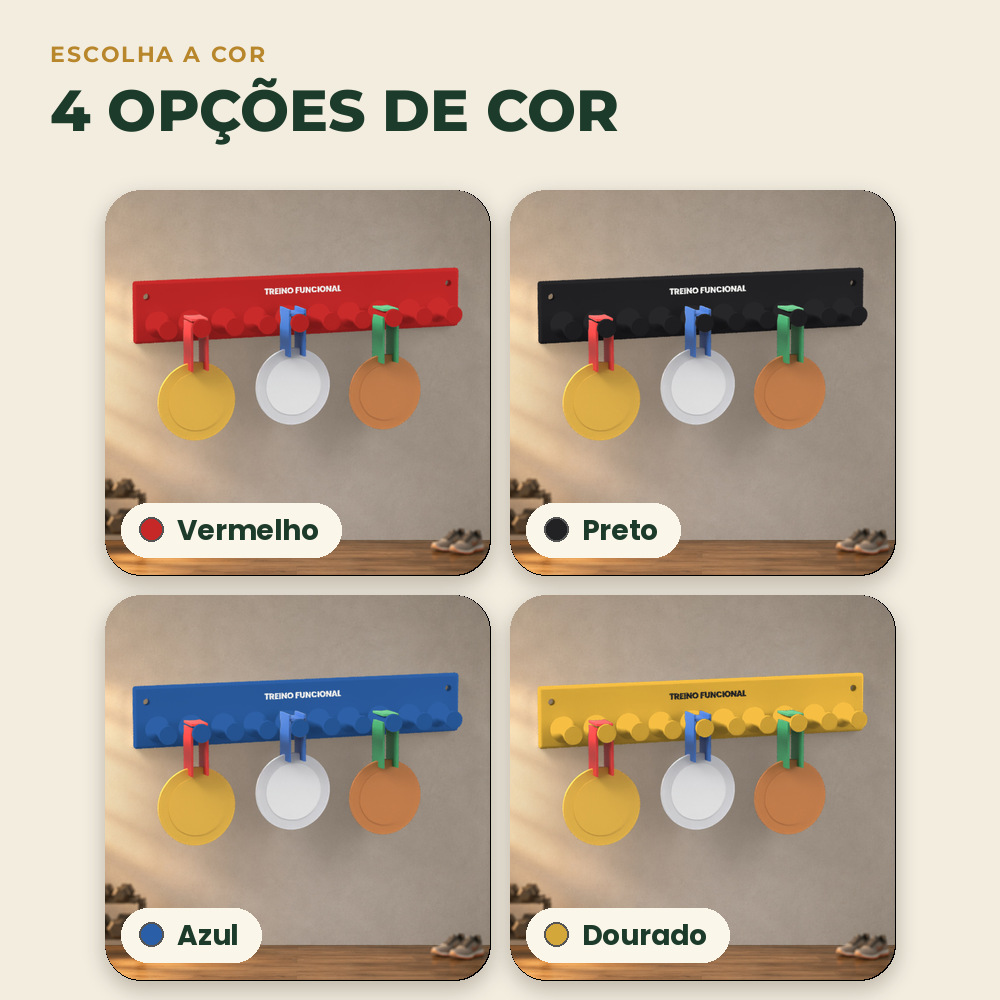 ESCOLHA A COR
4 OPÇÕES DE COR
TREINO FUNCIONAL
Vermelho
TREINO FUNCIONAL
Preto
TREINO FUNCIONAL
Azul
TREINO FUNCIONAL
Dourado